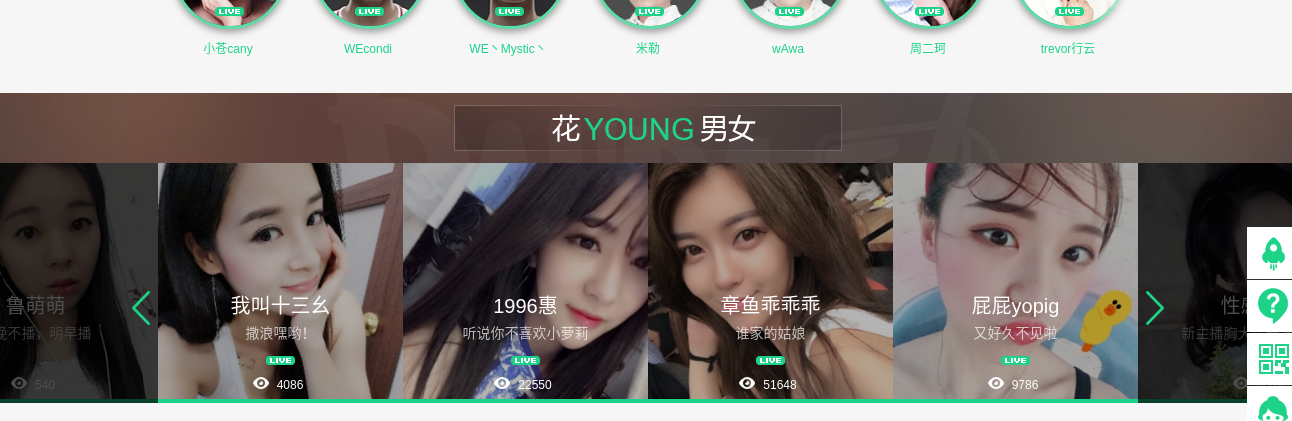 LIVE LIVE LIVE LIVE LIVE LIVE LIVE
小苍cany WEcondi WE丶Mystic丶 米勒 wAwa 周二珂 trevor行云
花YOUNG男女
鲁萌萌 我叫十三幺 1996惠 章鱼乖乖乖 屁屁yopig 性感
晚不播，明早播 撒浪嘿哟! 听说你不喜欢小萝莉 谁家的姑娘 又好久不见啦 新主播胸大
LIVE LIVE LIVE LIVE
540 4086 22550 51648 9786